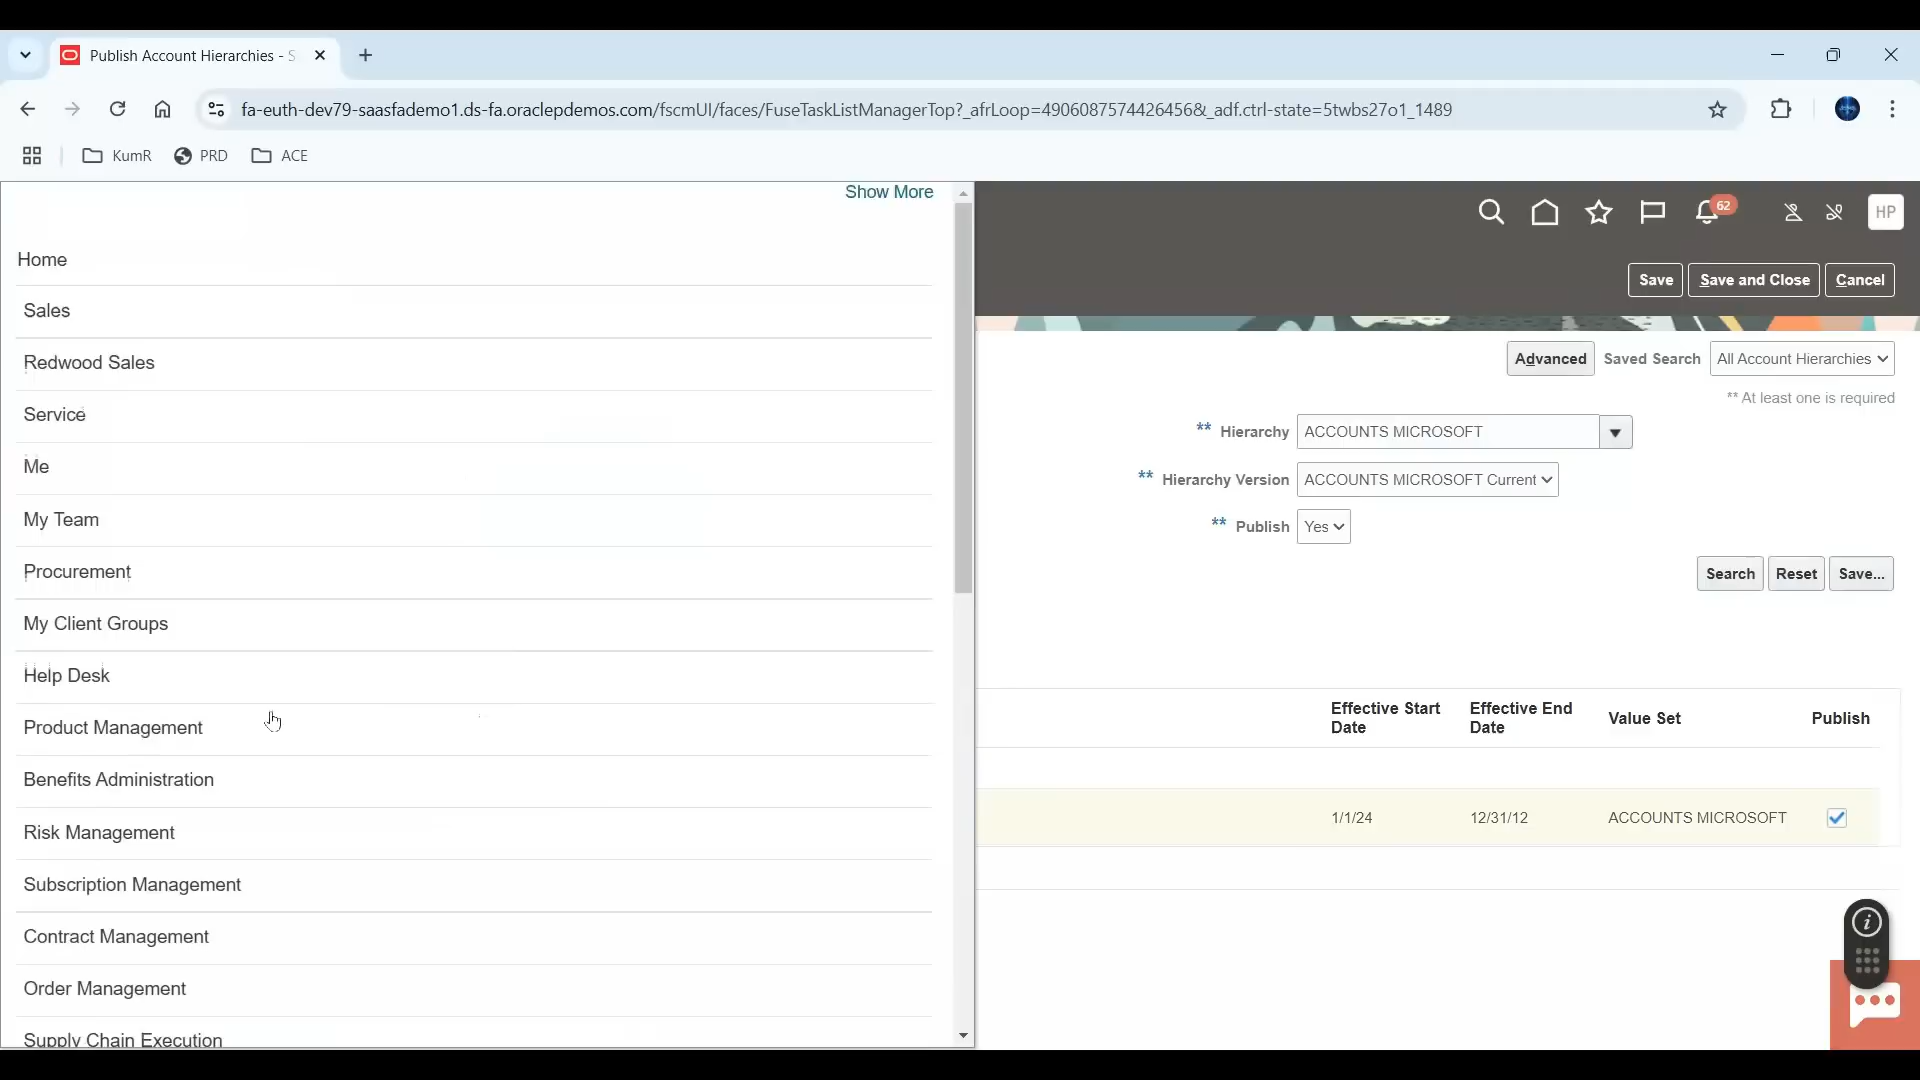 Publish Account Hierarchies - S
fa-euth-dev79-saasfademo1.ds-fa.oraclepdemos.com/fscmUI/faces/FuseTaskListManagerTop?_afrLoop=4906087574426456&_adf.ctrl-state=5twbs27o1_1489
KumR
PRD
ACE
Show More
Home
Sales
Redwood Sales
Service
Me
My Team
Procurement
My Client Groups
Help Desk
Product Management
Benefits Administration
Risk Management
Subscription Management
Contract Management
Order Management
Supply Chain Execution
62
HP
Save
Save and Close
Cancel
Advanced
Saved Search
All Account Hierarchies
** At least one is required
** Hierarchy
ACCOUNTS MICROSOFT
** Hierarchy Version
ACCOUNTS MICROSOFT Current
** Publish
Yes
Search
Reset
Save...
Effective Start
Date
Effective End
Date
Value Set
Publish
1/1/24
12/31/12
ACCOUNTS MICROSOFT